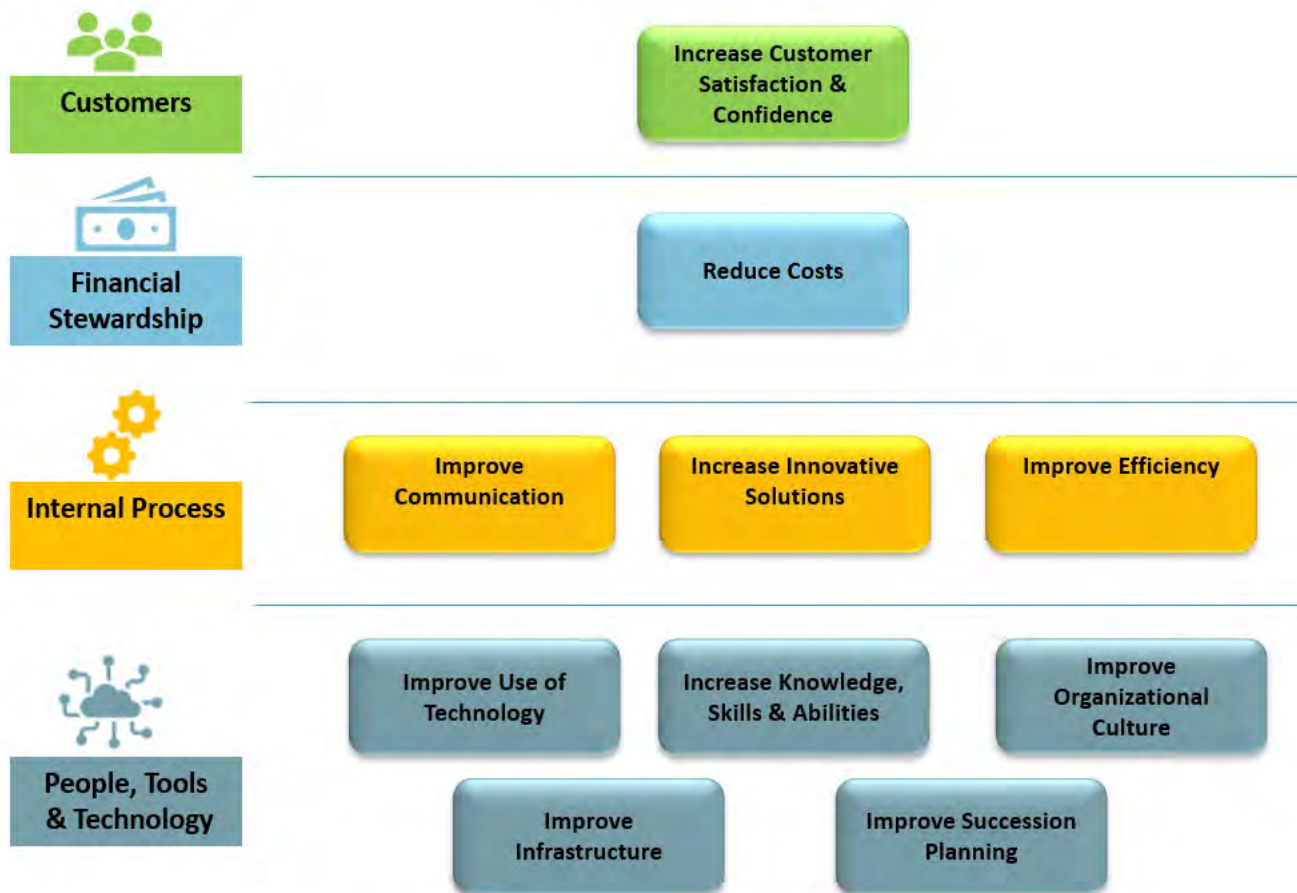 Customers
Increase Customer
Satisfaction &
Confidence
Financial
Stewardship
Reduce Costs
Internal Process
Improve
Communication
Increase Innovative
Solutions
Improve Efficiency
People, Tools
& Technology
Improve Use of
Technology
Increase Knowledge,
Skills & Abilities
Improve
Organizational
Culture
Improve
Infrastructure
Improve Succession
Planning